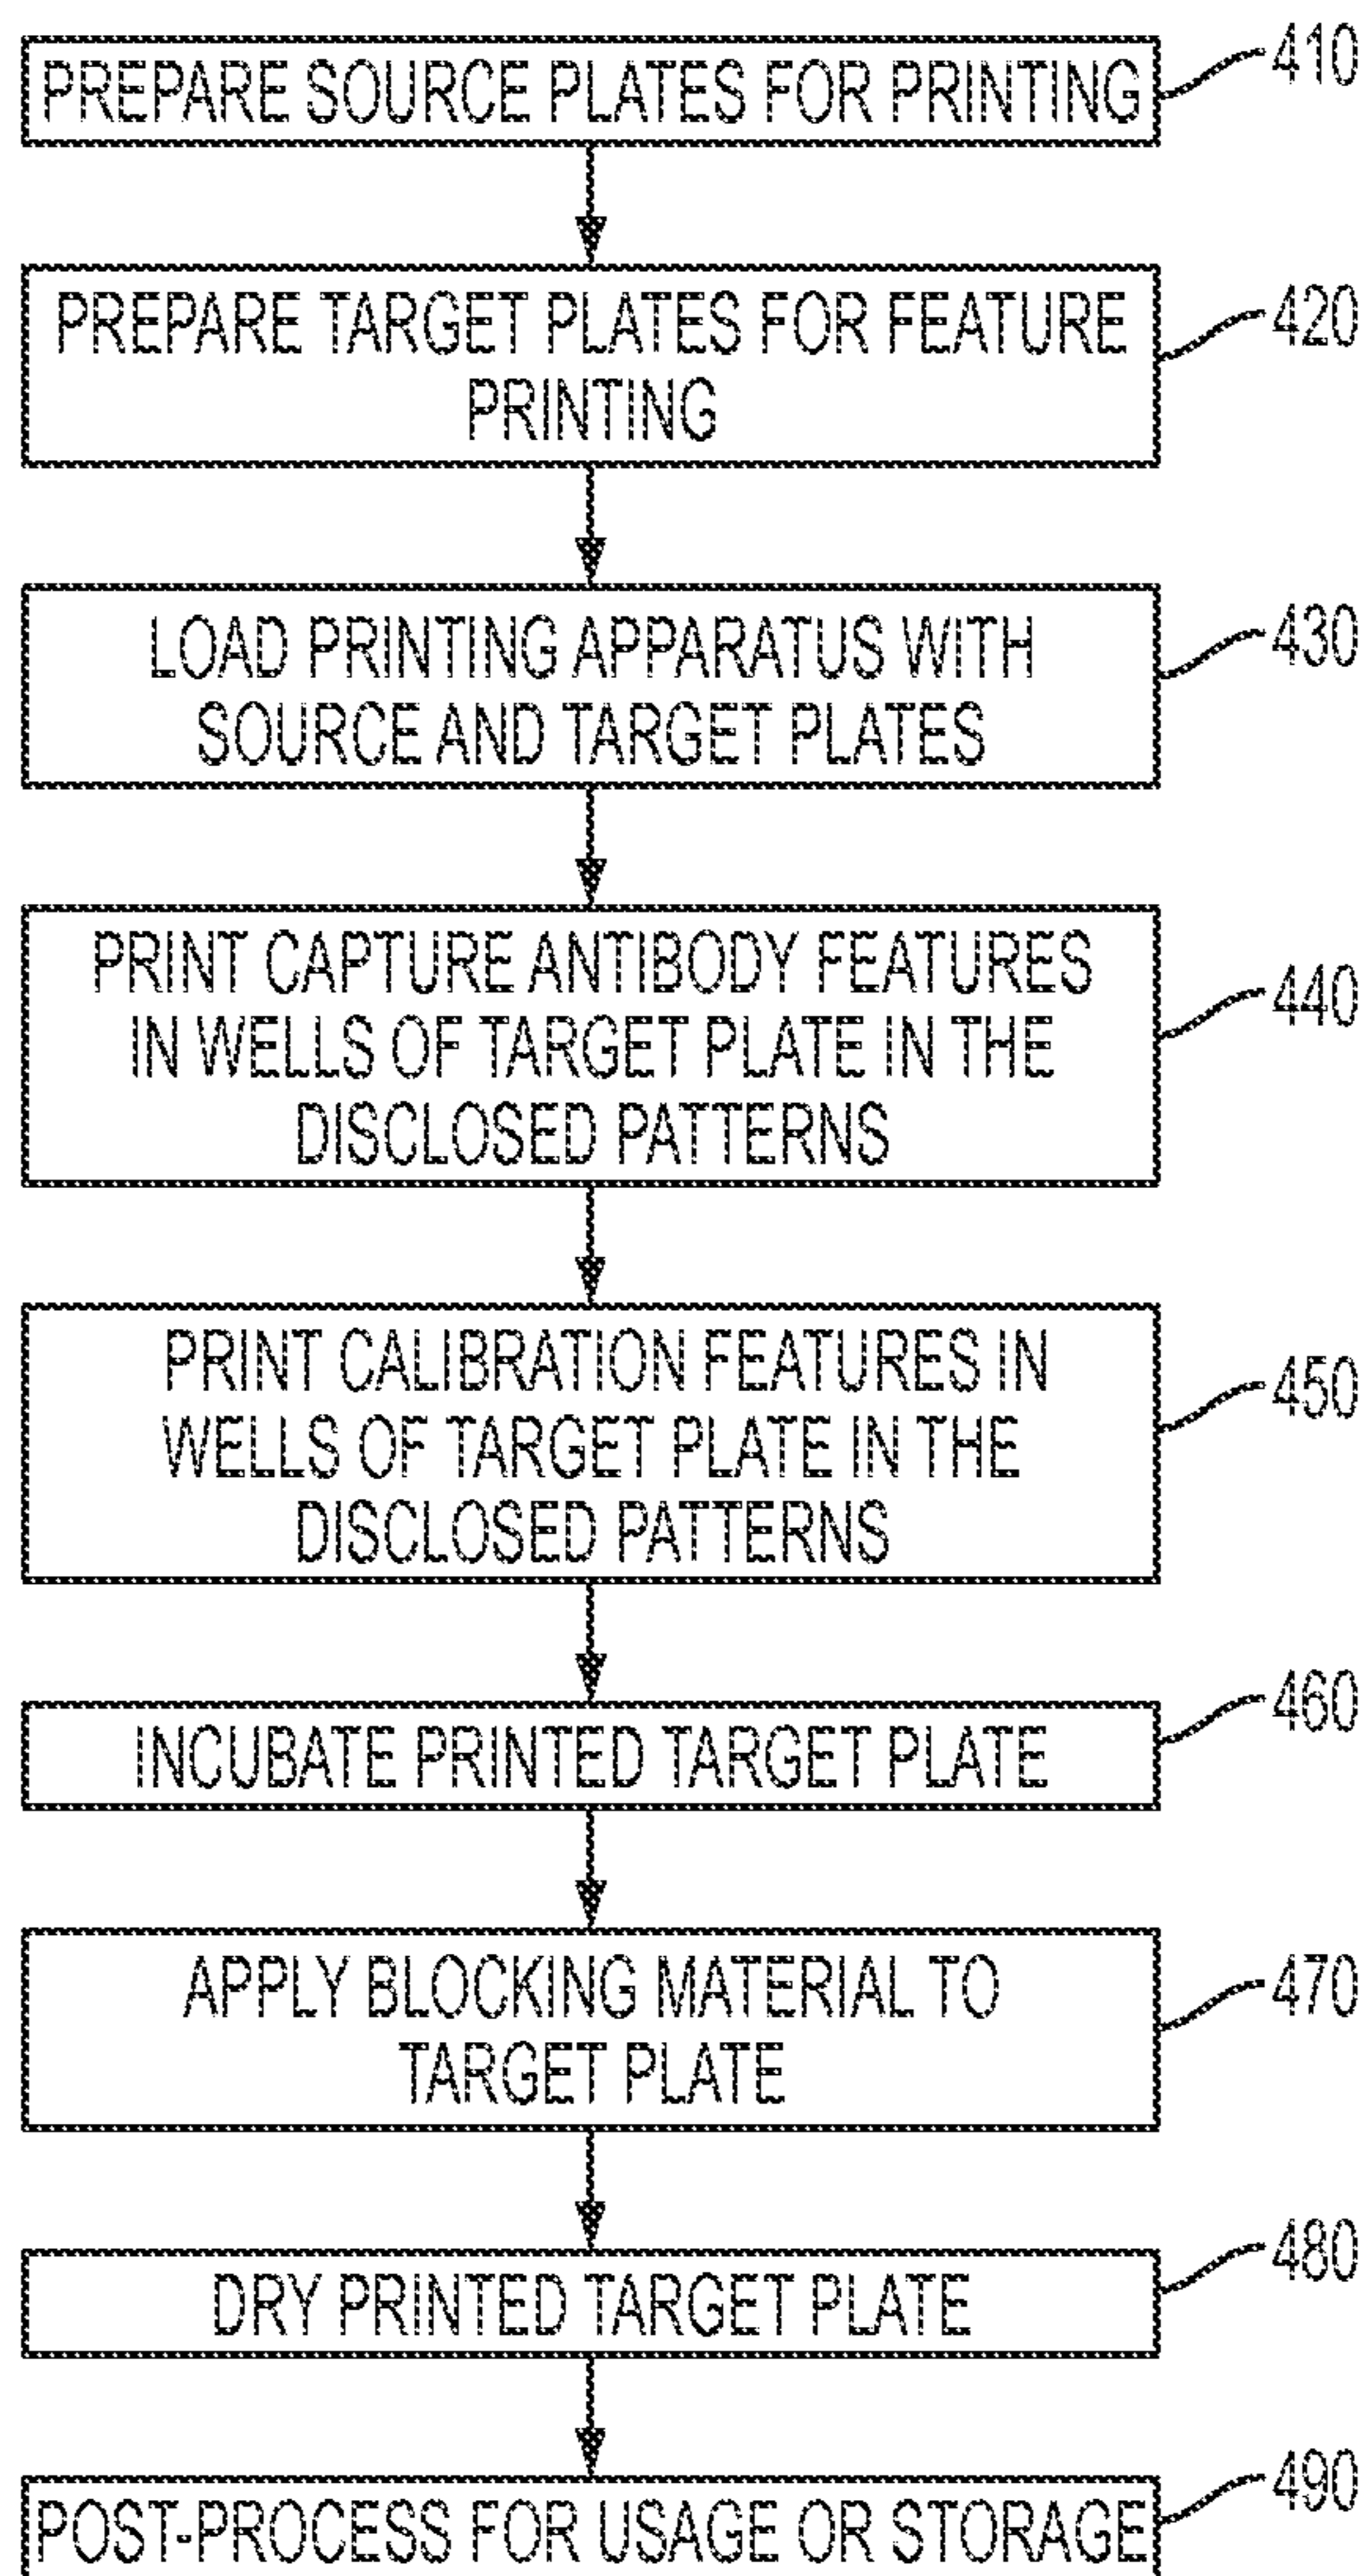 PREPARE SOURCE PLATES FOR PRINTING
410
PREPARE TARGET PLATES FOR FEATURE
PRINTING
420
LOAD PRINTING APPARATUS WITH
SOURCE AND TARGET PLATES
430
PRINT CAPTURE ANTIBODY FEATURES
IN WELLS OF TARGET PLATE IN THE
DISCLOSED PATTERNS
440
PRINT CALIBRATION FEATURES IN
WELLS OF TARGET PLATE IN THE
DISCLOSED PATTERNS
450
INCUBATE PRINTED TARGET PLATE
460
APPLY BLOCKING MATERIAL TO
TARGET PLATE
470
DRY PRINTED TARGET PLATE
480
POST-PROCESS FOR USAGE OR STORAGE
490